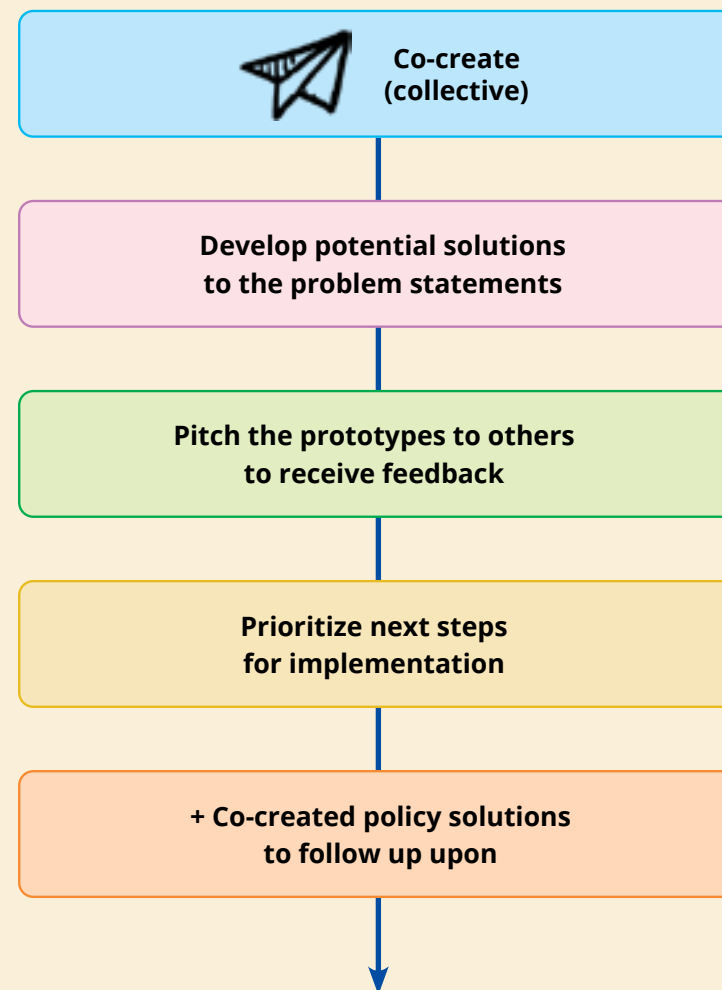 Co-create
(collective)
Develop potential solutions
to the problem statements
Pitch the prototypes to others
to receive feedback
Prioritize next steps
for implementation
+ Co-created policy solutions
to follow up upon